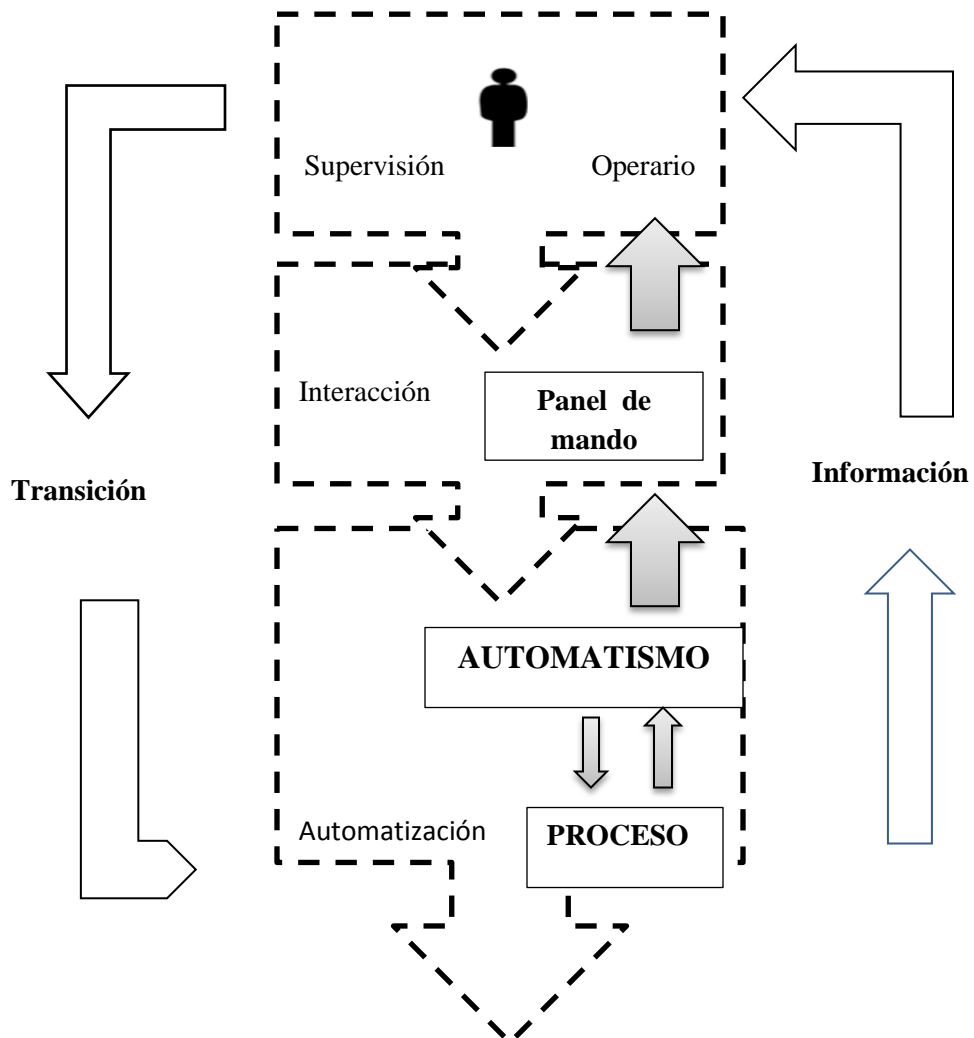 Supervisión
Operario
Interacción
Panel de
mando
Transición
Información
AUTOMATISMO
Automatización
PROCESO